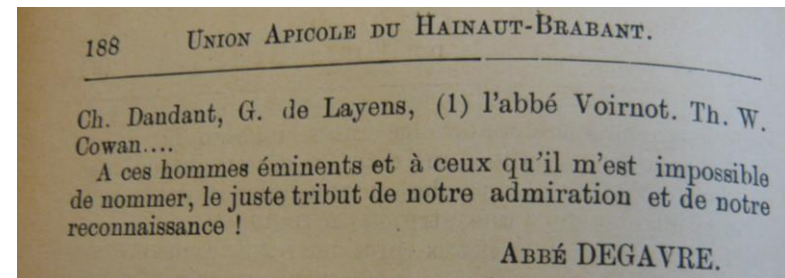 188 UNION APICOLE DU HAINAUT-BRABANT.
Ch. Dandant, G. de Layens, (1) l'abbé Voirnot. Th. W.
Cowan....
A ces hommes éminents et à ceux qu'il m'est impossible
de nommer, le juste tribut de notre admiration et de notre
reconnaissance !
ABBÉ DEGAVRE.